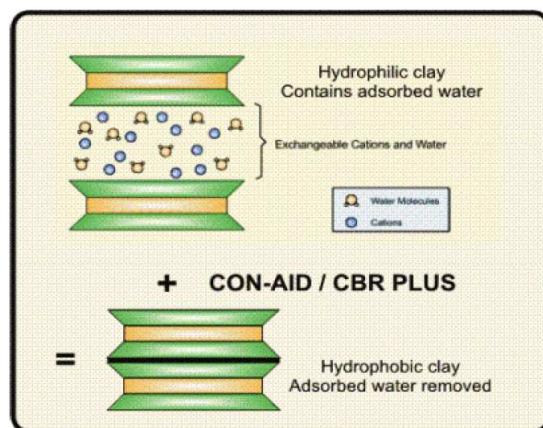 Hydrophilic clay
Contains adsorbed water
Exchangeable Cations and Water
Water Molecules
Cations
+ CON-AID / CBR PLUS
=
Hydrophobic clay
Adsorbed water removed